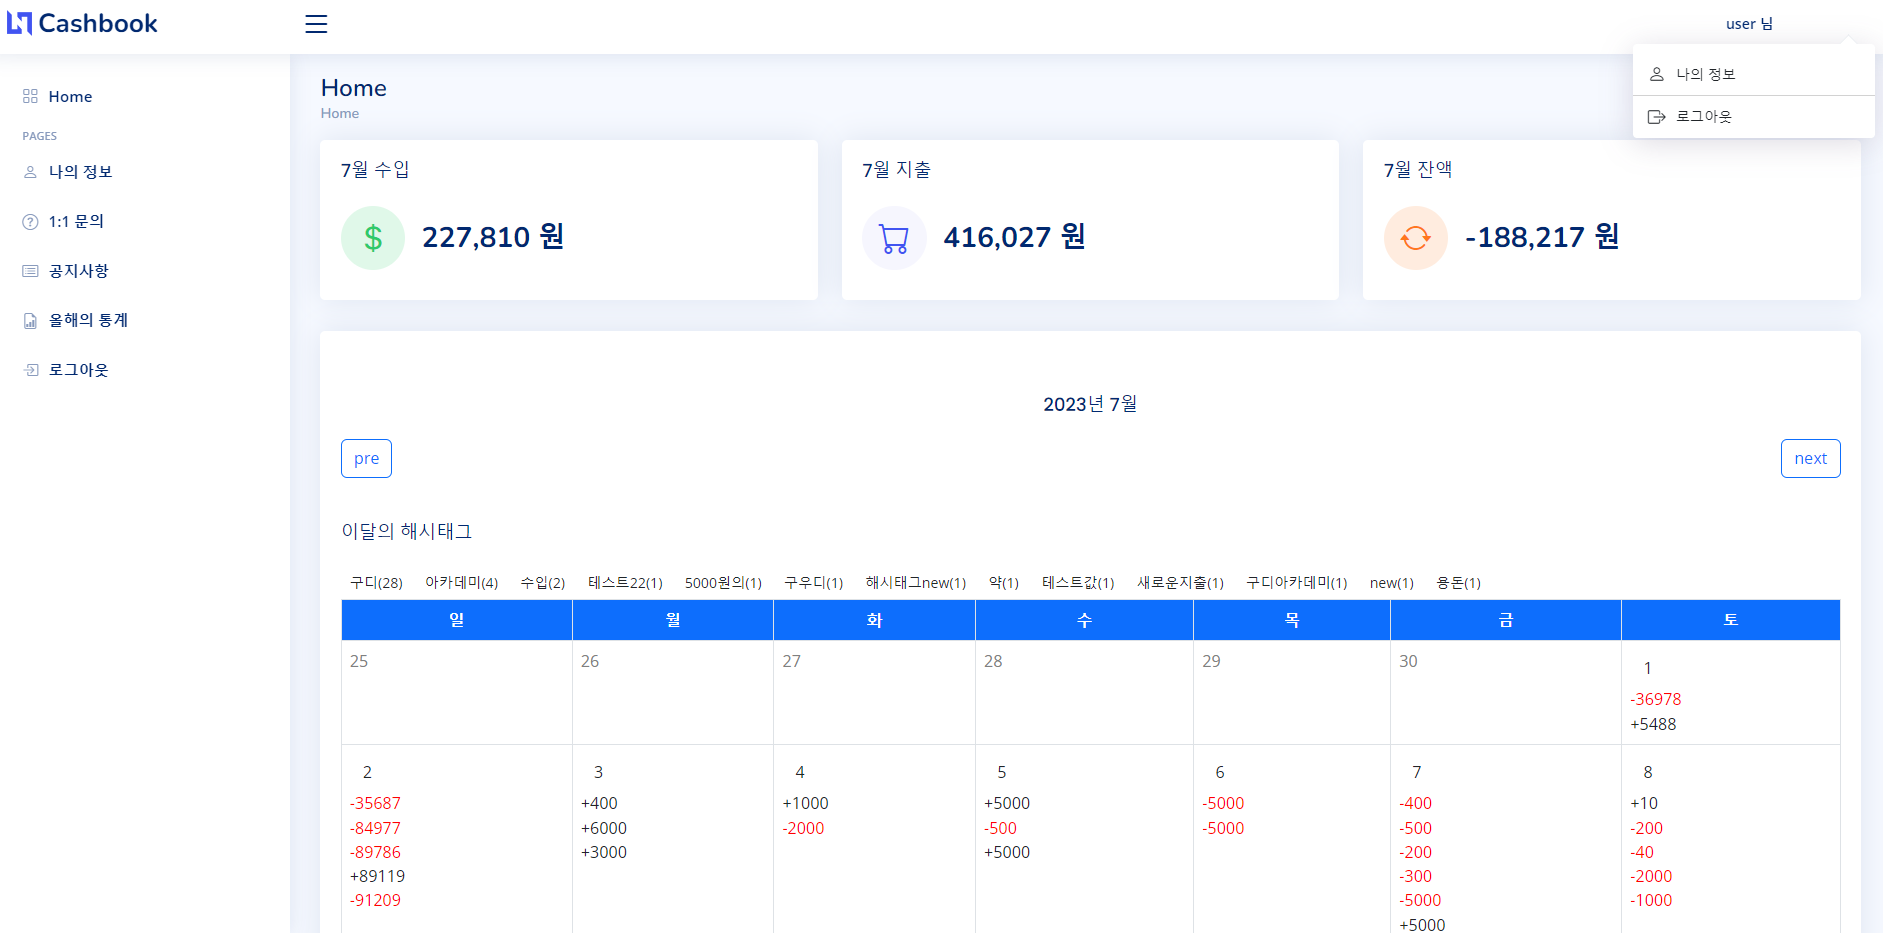 Cashbook
user 님
나의 정보
로그아웃
Home
PAGES
나의 정보
1:1 문의
공지사항
올해의 통계
로그아웃
Home
Home
7월 수입
$ 227,810 원
7월 지출
416,027 원
7월 잔액
-188,217 원
2023년 7월
pre
next
이달의 해시태그
구디(28) 아카데미(4) 수입(2) 테스트22(1) 5000원의(1) 구우디(1) 해시태그new(1) 약(1) 테스트값(1) 새로운지출(1) 구디아카데미(1) new(1) 용돈(1)
일 월 화 수 목 금 토
25 26 27 28 29 30 1
-36978
+5488
2
-35687
-84977
-89786
+89119
-91209
3
+400
+6000
+3000
4
+1000
-2000
5
+5000
-500
+5000
6
-5000
-5000
7
-400
-500
-200
-300
-5000
+5000
8
+10
-200
-40
-2000
-1000